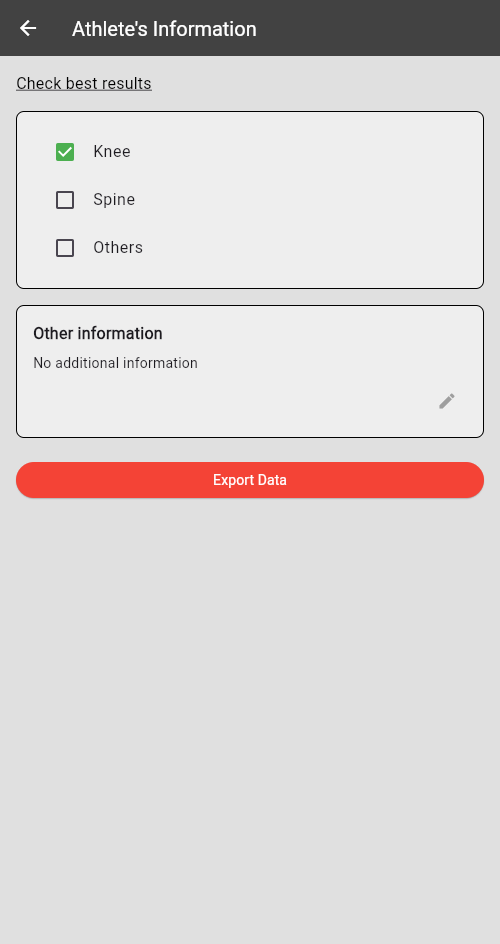 Athlete's Information
Check best results
Knee
Spine
Others
Other information
No additional information
Export Data